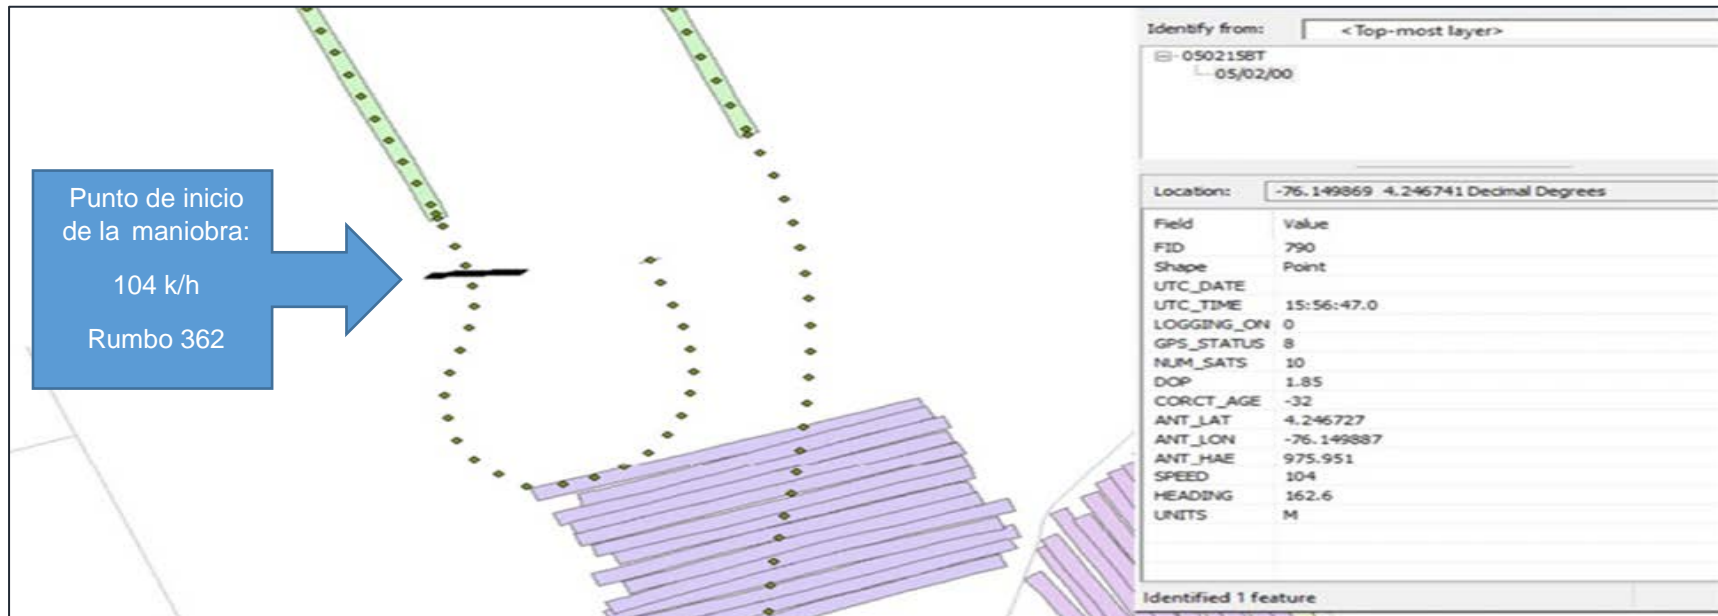 Punto de inicio
de la maniobra:
104 k/h
Rumbo 362
Identify from: <Top-most layer>
050215BT
05/02/00
Location: -76.149869 4.246741 Decimal Degrees
Field Value
FID 790
Shape Point
UTC_DATE
UTC_TIME 15:56:47.0
LOGGING_ON 0
GPS_STATUS 8
NUM_SATS 10
DOP 1.85
CORCT_AGE -32
ANT_LAT 4.246727
ANT_LON -76.149887
ANT_HAE 975.951
SPEED 104
HEADING 162.6
UNITS M
Identified 1 feature